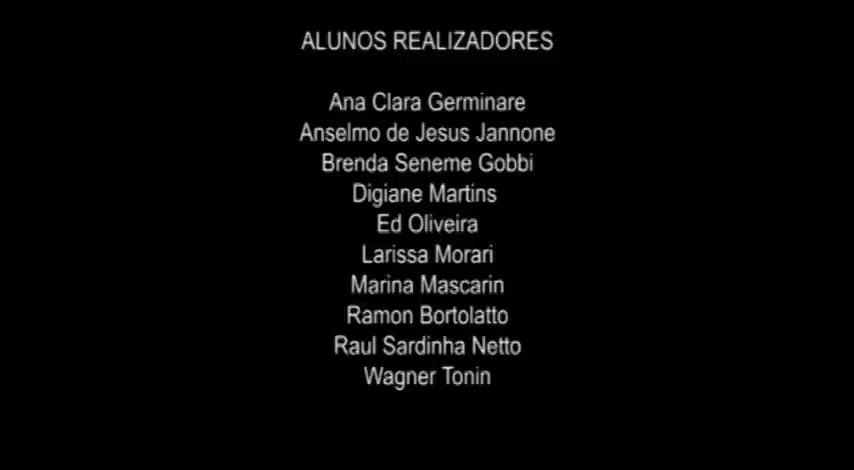 ALUNOS REALIZADORES
Ana Clara Germinare
Anselmo de Jesus Jannone
Brenda Seneme Gobbi
Digiane Martins
Ed Oliveira
Larissa Morari
Marina Mascarin
Ramon Bortolatto
Raul Sardinha Netto
Wagner Tonin